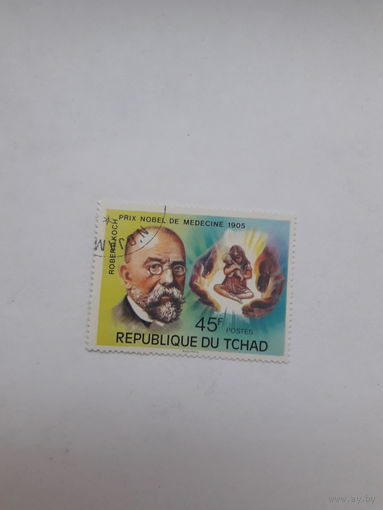 PRIX NOBEL DE MEDECINE 1905
ROBERT KOCH
45F POSTES
REPUBLIQUE DU TCHAD
www.ay.by